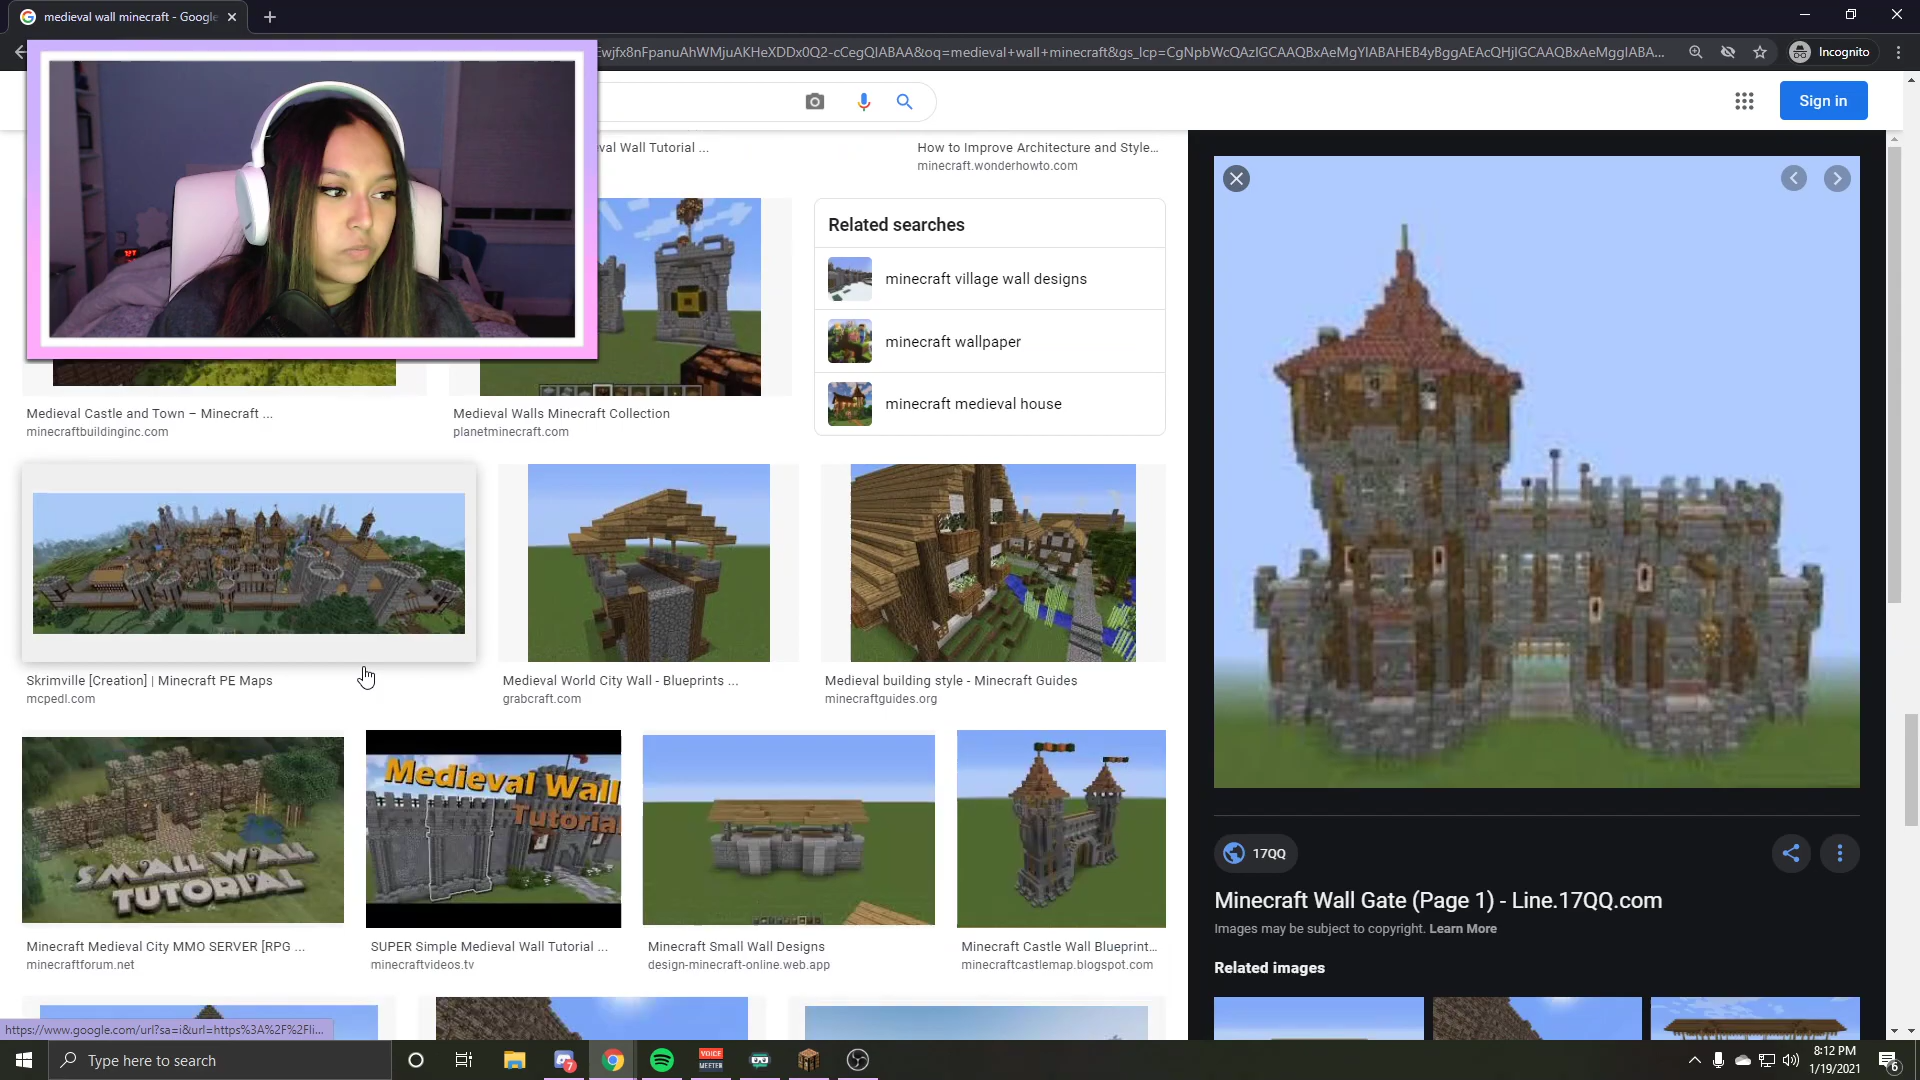 medieval wall minecraft - Google
Ewjfx8nFpanuAhWMjuAKHeXDDx0Q2-cCegQIABAA&oq=medieval+wall+minecraft&gs_lcp=CgNpbWcQAzIGCAAQBxAeMgYIABAHEB4yBggAEAcQHjIGCAAQBxAeMggIABA...
Incognito
Sign in
val Wall Tutorial ...
How to Improve Architecture and Style...
minecraft.wonderhowto.com
Related searches
minecraft village wall designs
minecraft wallpaper
minecraft medieval house
Medieval Castle and Town – Minecraft ...
minecraftbuildinginc.com
Medieval Walls Minecraft Collection
planetminecraft.com
Skrimville [Creation] | Minecraft PE Maps
mcpedl.com
Medieval World City Wall - Blueprints ...
grabcraft.com
Medieval building style - Minecraft Guides
minecraftguides.org
SMALL WALL
TUTORIAL
Medieval Wall
Tutoria
Minecraft Medieval City MMO SERVER [RPG ...
minecraftforum.net
SUPER Simple Medieval Wall Tutorial ...
minecraftvideos.tv
Minecraft Small Wall Designs
design-minecraft-online.web.app
Minecraft Castle Wall Blueprint...
minecraftcastlemap.blogspot.com
17QQ
Minecraft Wall Gate (Page 1) - Line.17QQ.com
Images may be subject to copyright. Learn More
Related images
https://www.google.com/url?sa=i&url=https%3A%2F%2Fli...
Type here to search
7
VOICE
MEETER
8:12 PM
1/19/2021
6